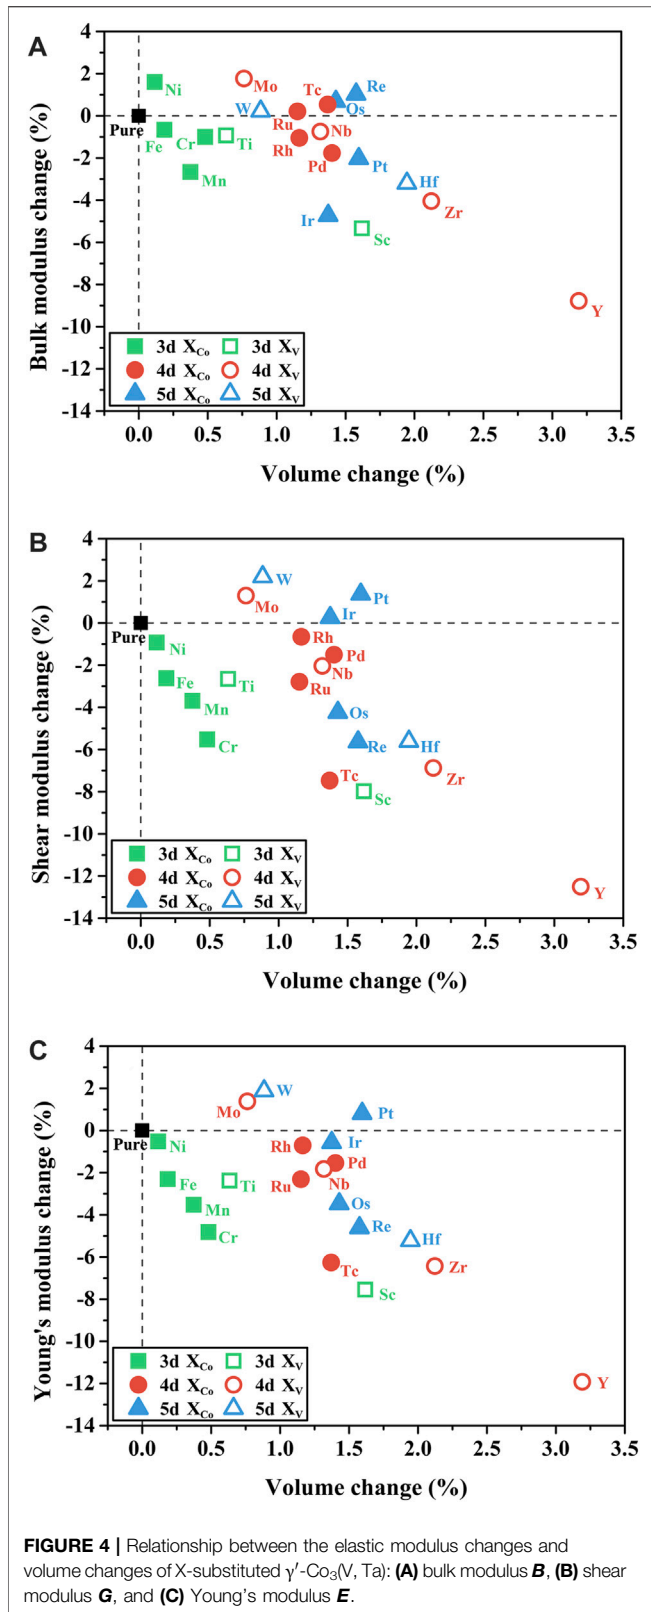 A
Bulk modulus change (%)
4
2
0
-2
-4
-6
-8
-10
-12
-14
Ni
Mo
Tc
Re
W
Os
Pure
Ru
Nb
Fe
Cr
Ti
Rh
Pd
Pt
Mn
Hf
Zr
Ir
Sc
Y
3d X_Co 3d X_V
4d X_Co 4d X_V
5d X_Co 5d X_V
0.0 0.5 1.0 1.5 2.0 2.5 3.0 3.5
Volume change (%)
B
Shear modulus change (%)
4
2
0
-2
-4
-6
-8
-10
-12
-14
W
Mo
Pt
Ir
Pure
Ni
Rh
Pd
Nb
Fe
Ti
Ru
Mn
Os
Cr
Re
Hf
Tc
Zr
Sc
Y
3d X_Co 3d X_V
4d X_Co 4d X_V
5d X_Co 5d X_V
0.0 0.5 1.0 1.5 2.0 2.5 3.0 3.5
Volume change (%)
C
Young's modulus change (%)
4
2
0
-2
-4
-6
-8
-10
-12
-14
W
Mo
Pt
Pure
Ni
Rh
Ir
Pd
Fe
Ti
Ru
Nb
Mn
Os
Cr
Re
Hf
Tc
Zr
Sc
Y
3d X_Co 3d X_V
4d X_Co 4d X_V
5d X_Co 5d X_V
0.0 0.5 1.0 1.5 2.0 2.5 3.0 3.5
Volume change (%)
FIGURE 4 | Relationship between the elastic modulus changes and
volume changes of X-substituted γ′-Co₃(V, Ta): (A) bulk modulus B, (B) shear
modulus G, and (C) Young's modulus E.